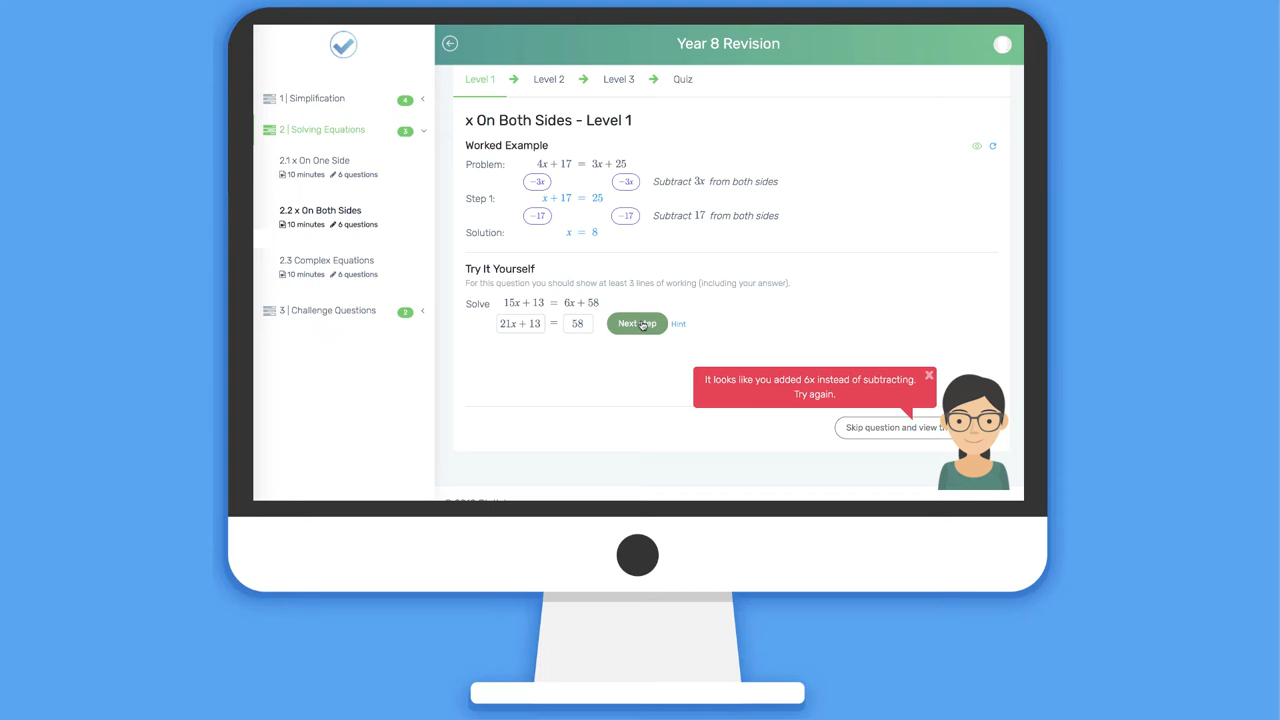 Year 8 Revision
1 | Simplification
4
2 | Solving Equations
3
2.1 x On One Side
10 minutes 6 questions
2.2 x On Both Sides
10 minutes 6 questions
2.3 Complex Equations
10 minutes 6 questions
3 | Challenge Questions
2
Level 1 Level 2 Level 3 Quiz
x On Both Sides - Level 1
Worked Example
Problem: 4x + 17 = 3x + 25
−3x −3x Subtract 3x from both sides
Step 1: x + 17 = 25
−17 −17 Subtract 17 from both sides
Solution: x = 8
Try It Yourself
For this question you should show at least 3 lines of working (including your answer).
Solve 15x + 13 = 6x + 58
21x + 13 = 58 Next Hint
It looks like you added 6x instead of subtracting.
Try again.
x
Skip question and view